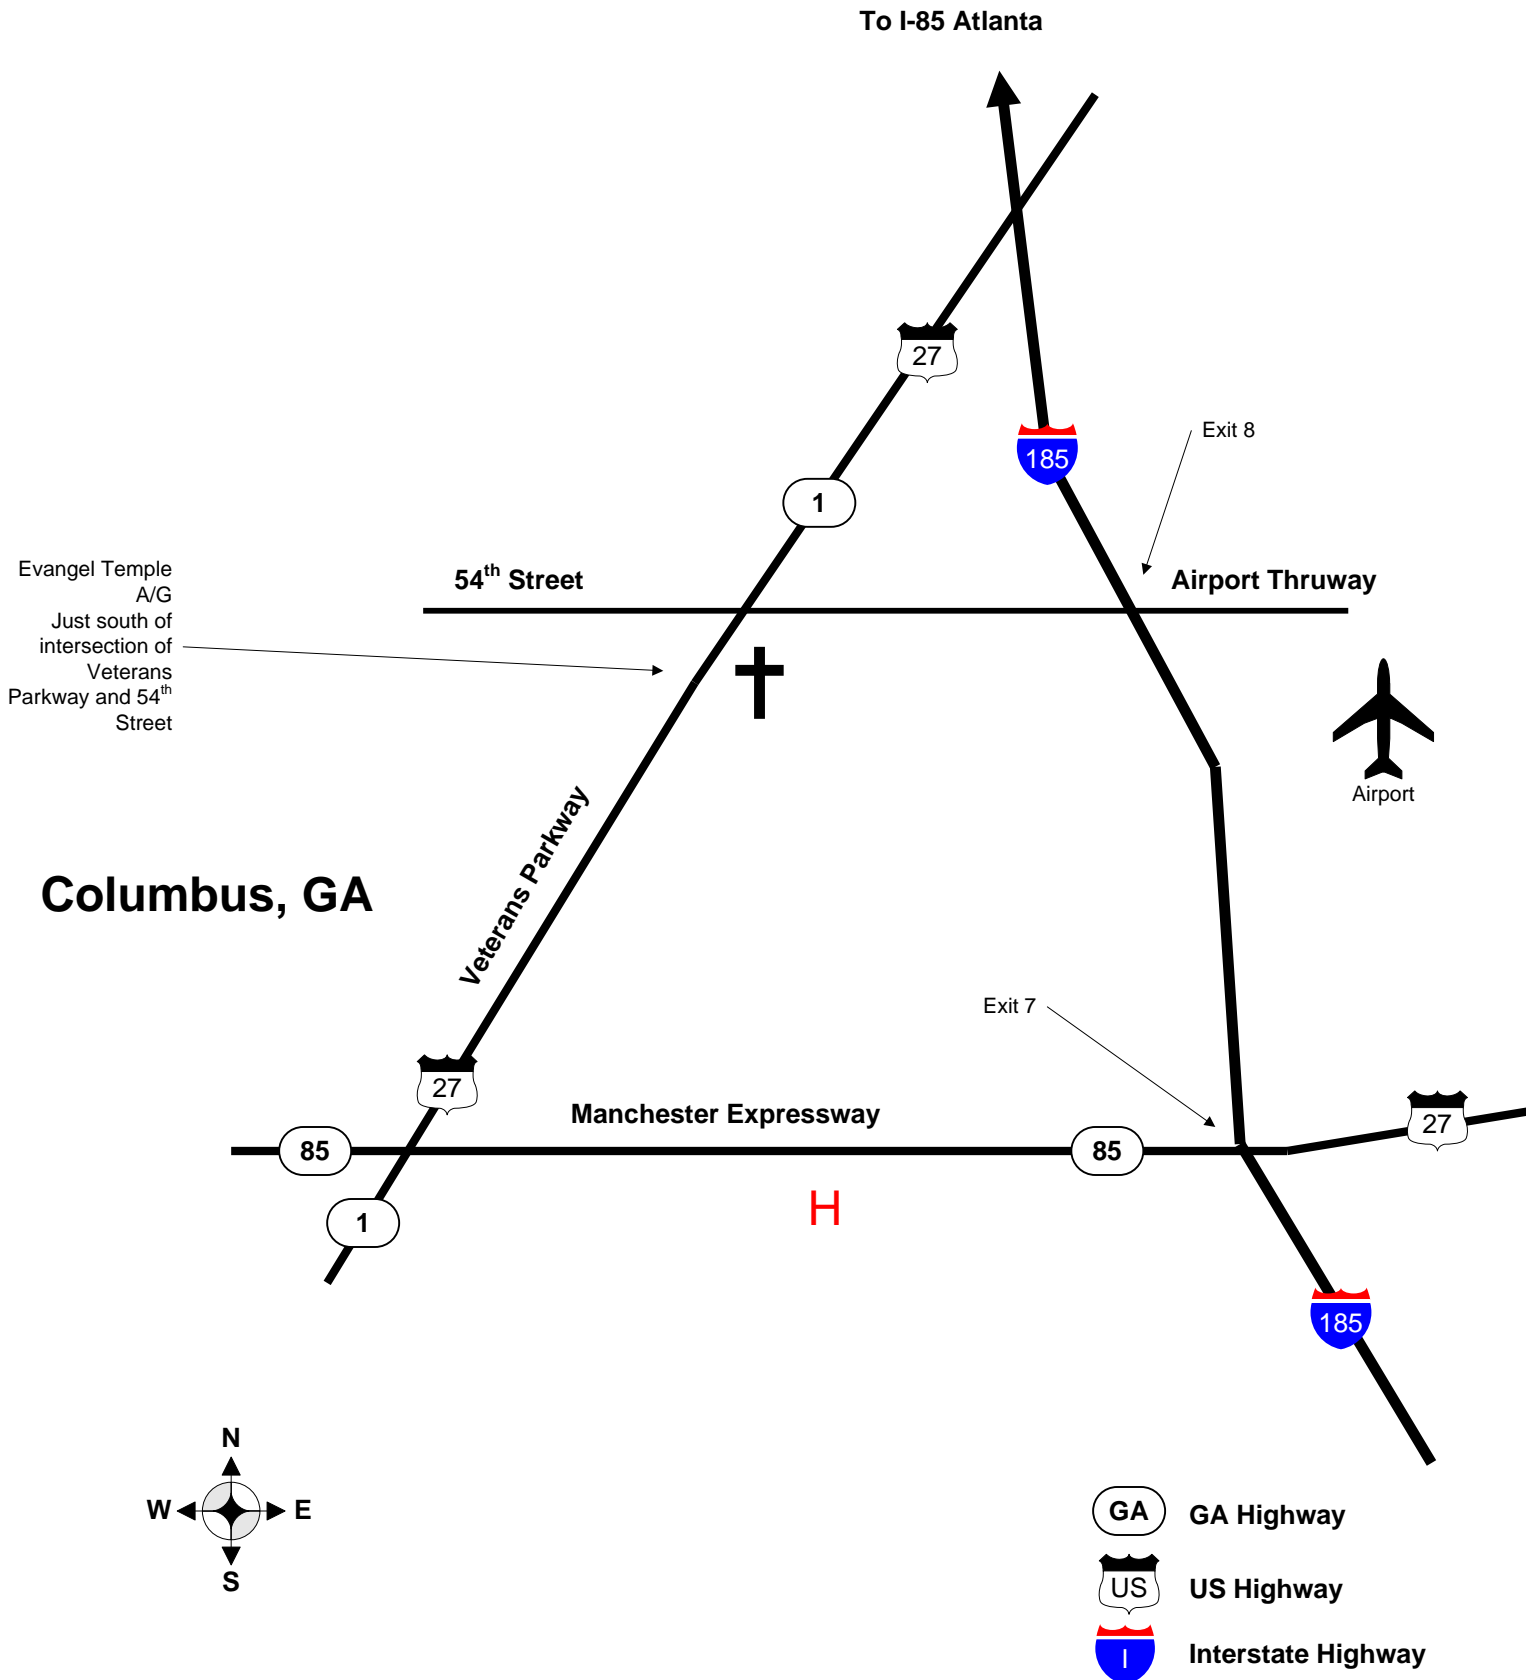 To I-85 Atlanta
27
Exit 8
185
1
Evangel Temple
A/G
Just south of
intersection of
Veterans
Parkway and 54th
Street
54th Street
Airport Thruway
Airport
Columbus, GA
Veterans Parkway
Exit 7
27
Manchester Expressway
27
85
85
1
H
185
N
W
E
S
GA
GA Highway
US
US Highway
I
Interstate Highway